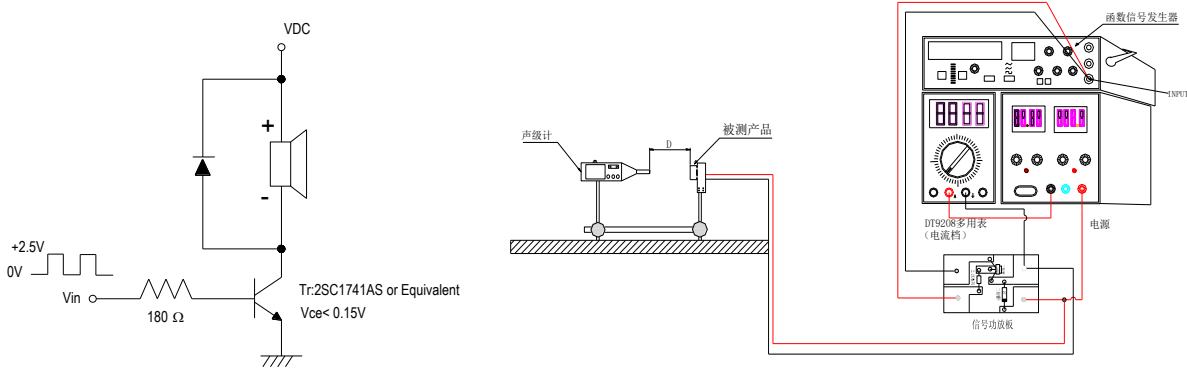 VDC
+
-
+2.5V
0V
Vin
180 Ω
Tr:2SC1741AS or Equivalent
Vce< 0.15V
声级计
D
被测产品
函数信号发生器
INPUT
DT9208多用表
(电流档)
电源
信号功放板